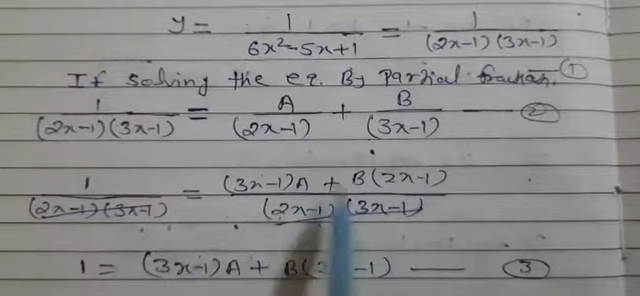 y = 1/(6x²-5x+1) = 1/((2x-1)(3x-1))
If solving the eq. By Partial fraction. — ①
1/((2x-1)(3x-1)) = A/(2x-1) + B/(3x-1) — ②
1/((2x-1)(3x-1)) = ((3x-1)A + B(2x-1))/((2x-1)(3x-1))
1 = (3x-1)A + B(2 -1) — ③